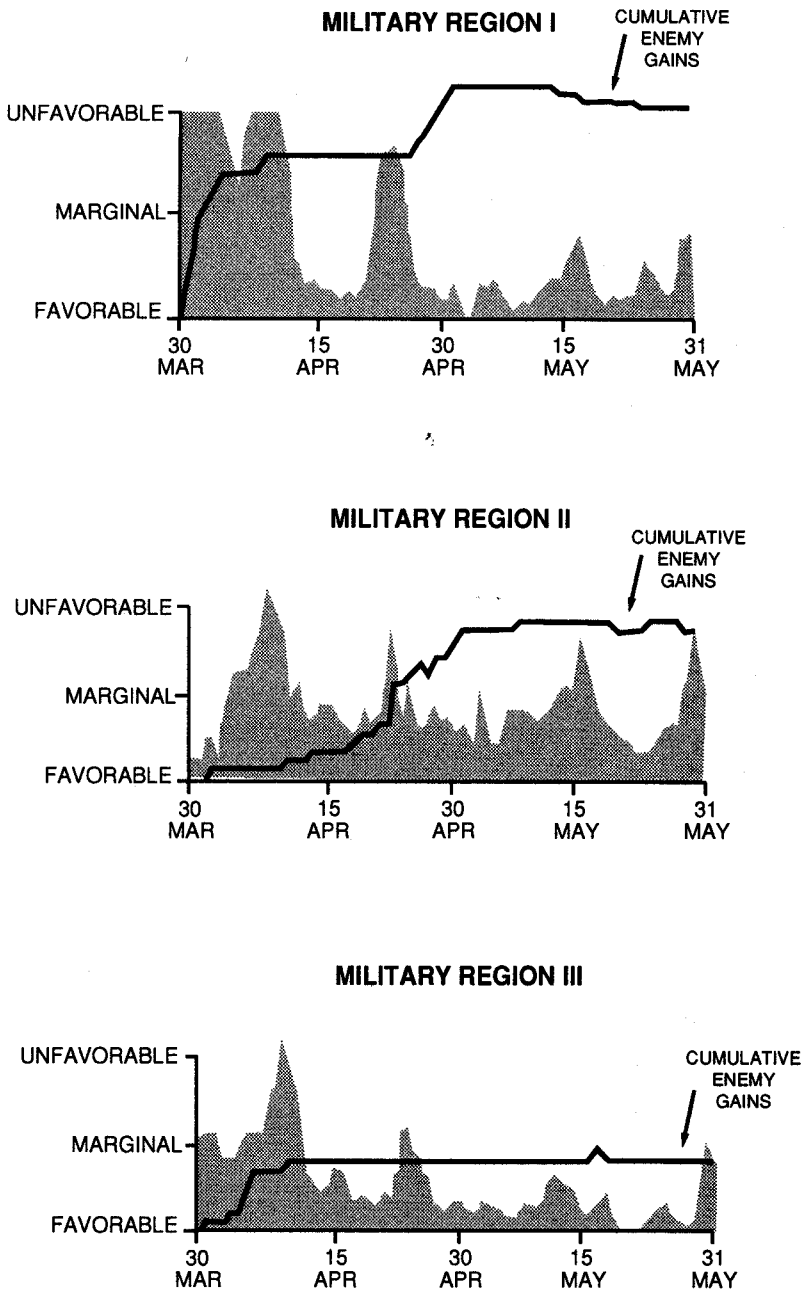 MILITARY REGION I
CUMULATIVE
ENEMY
GAINS
UNFAVORABLE
MARGINAL
FAVORABLE
30 15 30 15 31
MAR APR APR MAY MAY
MILITARY REGION II
CUMULATIVE
ENEMY
GAINS
UNFAVORABLE
MARGINAL
FAVORABLE
30 15 30 15 31
MAR APR APR MAY MAY
MILITARY REGION III
UNFAVORABLE
CUMULATIVE
ENEMY
GAINS
MARGINAL
FAVORABLE
30 15 30 15 31
MAR APR APR MAY MAY